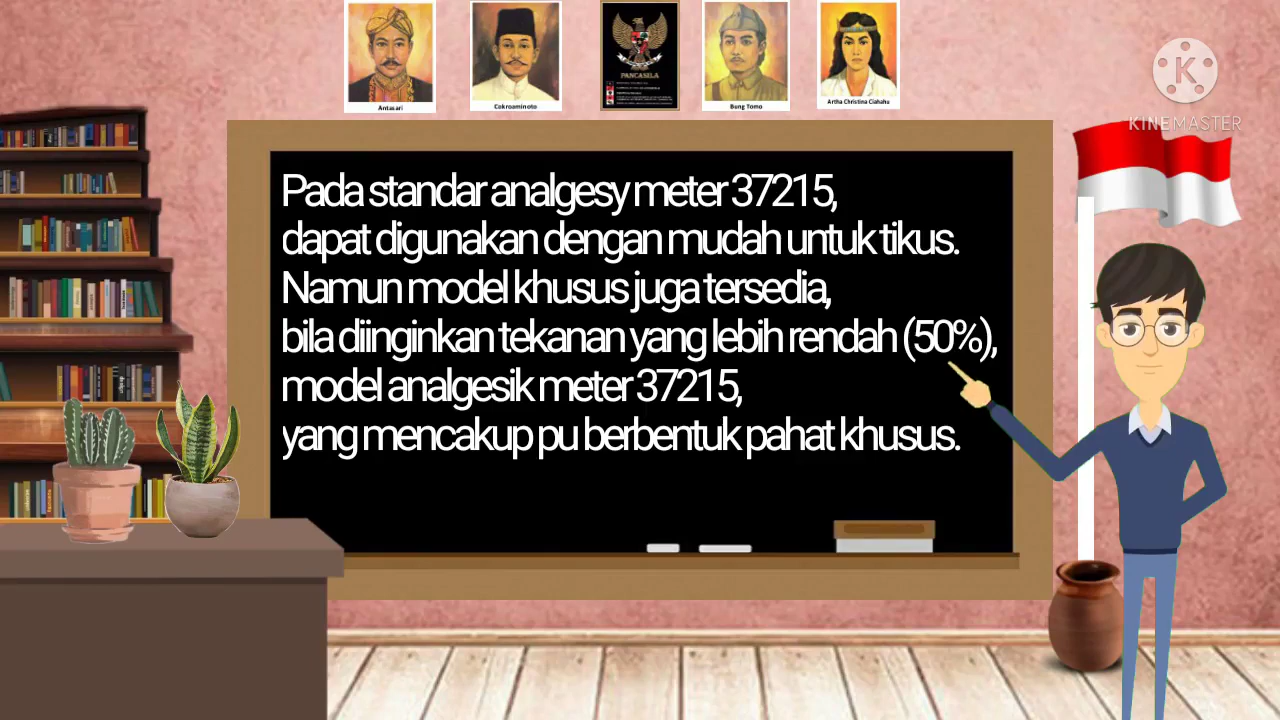 Antasari
Cokroaminoto
PANCASILA
Bung Tomo
Artha Christina Ciahahu
K
KINEMASTER
Pada standar analgesy meter 37215,
dapat digunakan dengan mudah untuk tikus.
Namun model khusus juga tersedia,
bila diinginkan tekanan yang lebih rendah (50%),
model analgesik meter 37215,
yang mencakup pu berbentuk pahat khusus.